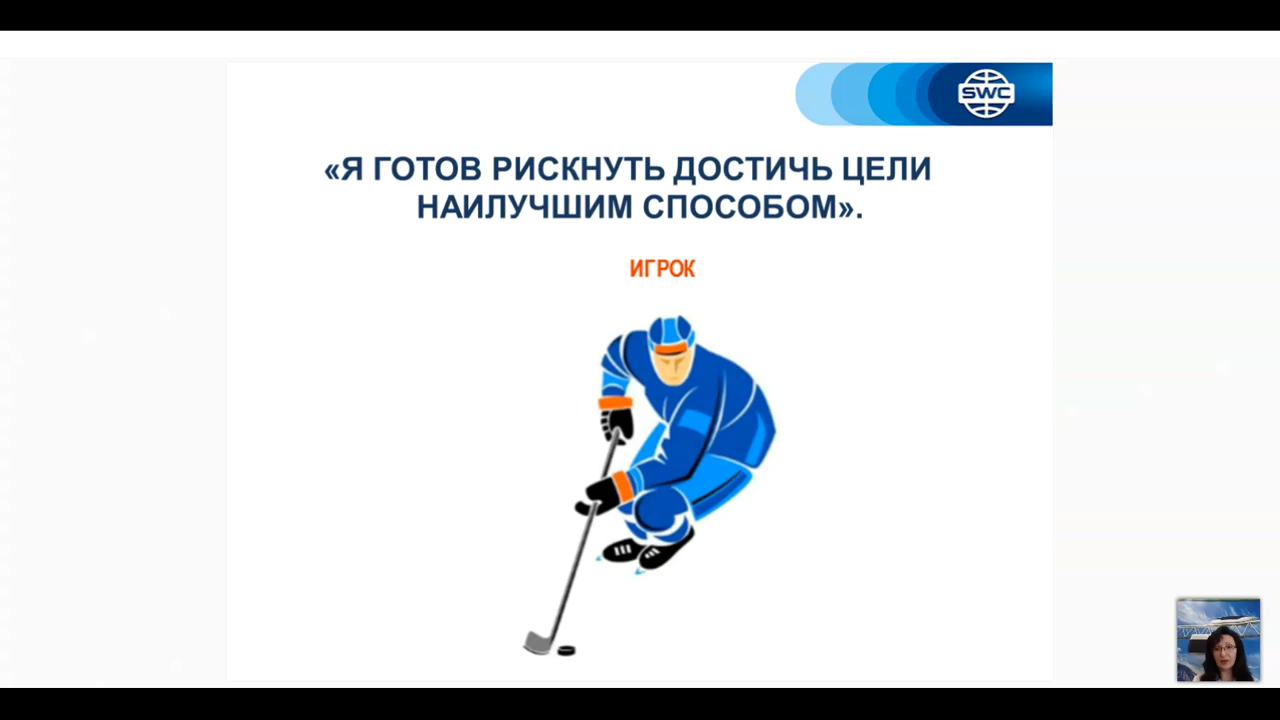 SWC
«Я ГОТОВ РИСКНУТЬ ДОСТИЧЬ ЦЕЛИ
НАИЛУЧШИМ СПОСОБОМ».
ИГРОК